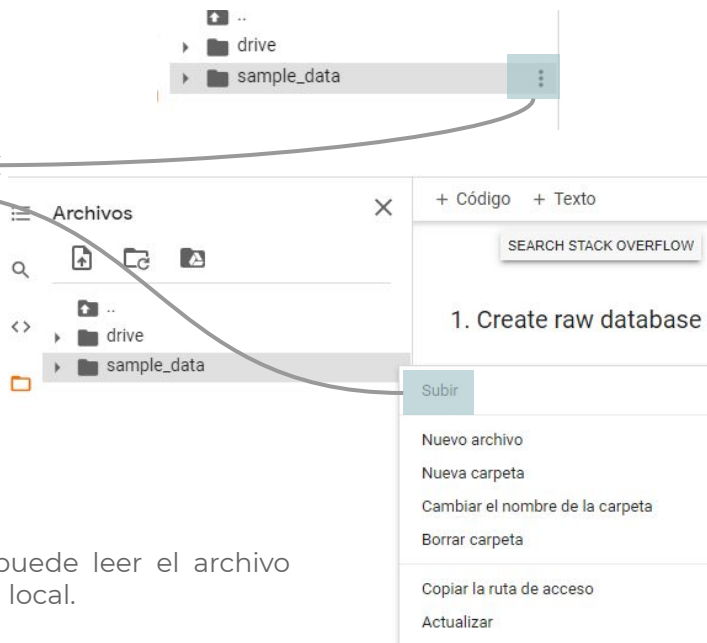 ..
drive
sample_data
Archivos
+ Código + Texto
SEARCH STACK OVERFLOW
..
drive
sample_data
1. Create raw database
Subir
Nuevo archivo
Nueva carpeta
Cambiar el nombre de la carpeta
Borrar carpeta
Copiar la ruta de acceso
Actualizar
puede leer el archivo
local.